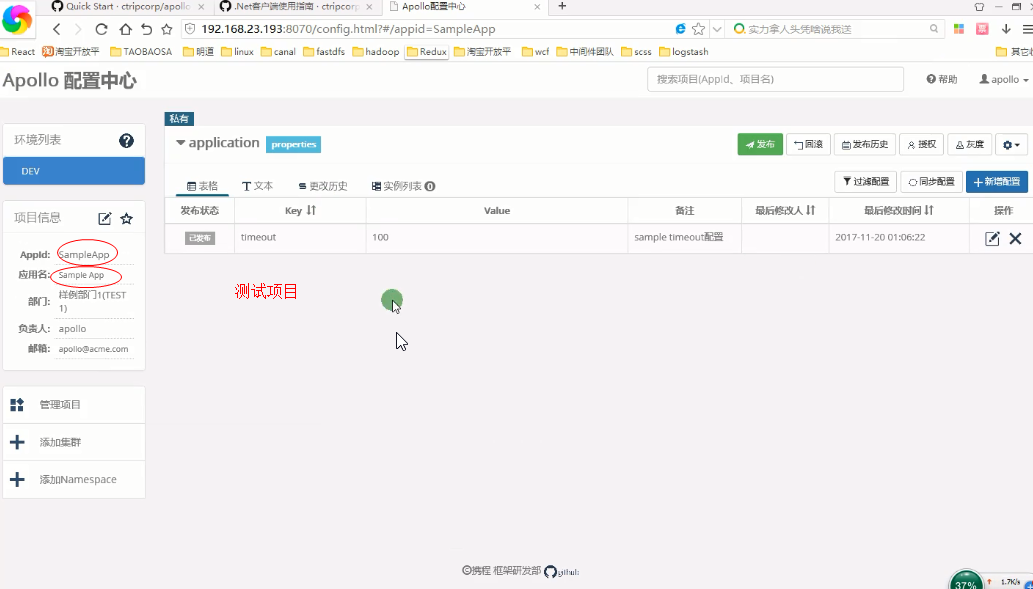 Quick Start · ctripcorp/apollo
.Net客户端使用指南 · ctripcorp
Apollo配置中心
192.168.23.193:8070/config.html?#/appid=SampleApp
实力拿人头凭啥说我送
React 淘宝开放平 TAOBAOSA 明道 linux canal fastdfs hadoop Redux 淘宝开放平 wcf 中间件团队 scss logstash 其它收
Apollo 配置中心
搜索项目(AppId、项目名)
帮助
apollo
环境列表
DEV
项目信息
AppId: SampleApp
应用名: Sample App
部门: 样例部门1(TEST
1)
负责人: apollo
邮箱: apollo@acme.com
管理项目
添加集群
添加Namespace
私有
application properties
发布 回滚 发布历史 授权 灰度
表格 文本 更改历史 实例列表 0
过滤配置 同步配置 新增配置
发布状态 Key Value 备注 最后修改人 最后修改时间 操作
已发布 timeout 100 sample timeout配置 2017-11-20 01:06:22
测试项目
©携程 框架研发部 github
37% 1.7K/s